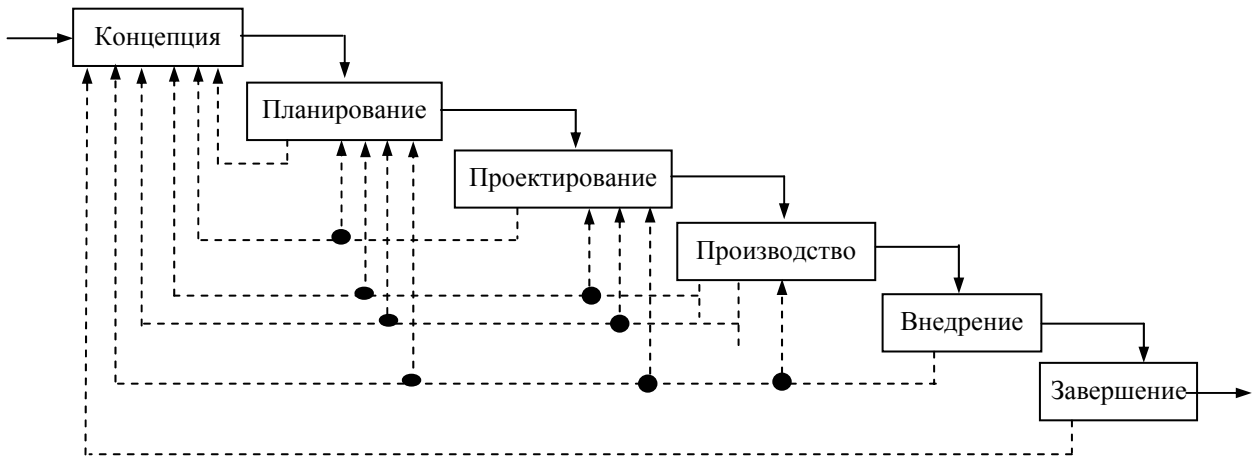 Концепция
Планирование
Проектирование
Производство
Внедрение
Завершение